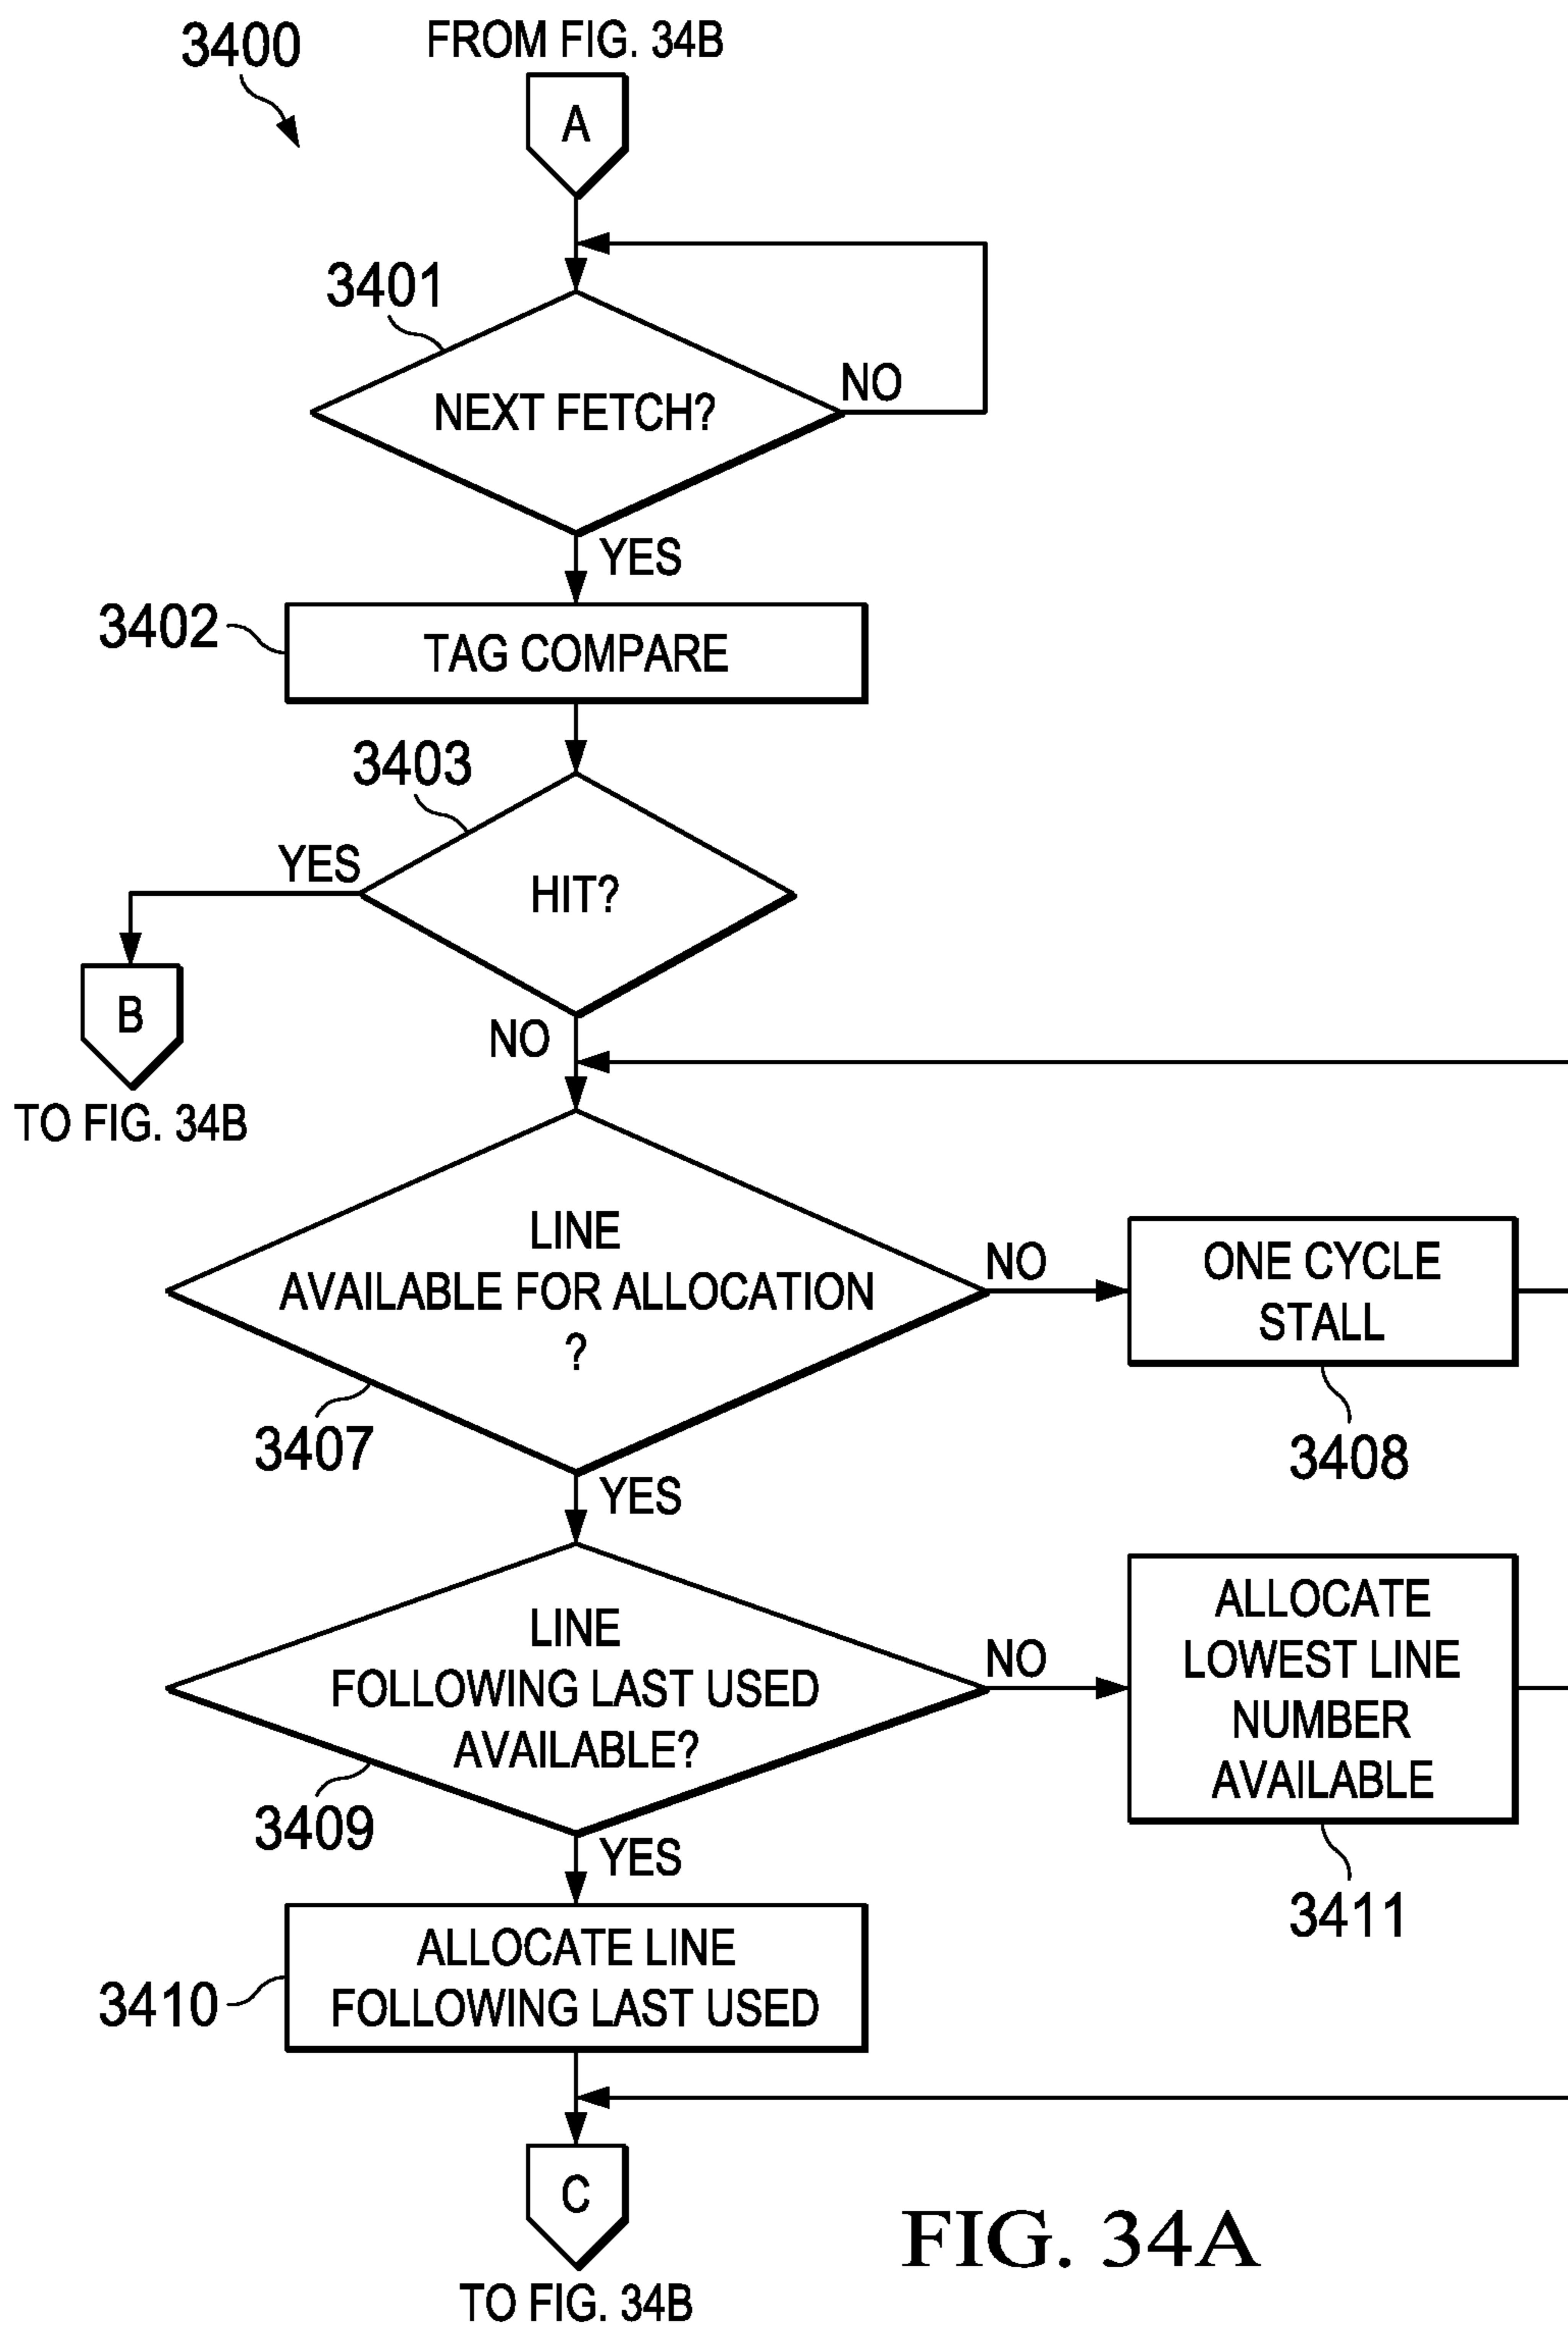 3400
FROM FIG. 34B
A
3401
NEXT FETCH?
NO
YES
3402
TAG COMPARE
3403
YES
HIT?
B
NO
TO FIG. 34B
LINE
AVAILABLE FOR ALLOCATION
?
NO
ONE CYCLE
STALL
3407
3408
YES
LINE
FOLLOWING LAST USED
AVAILABLE?
NO
ALLOCATE
LOWEST LINE
NUMBER
AVAILABLE
3409
3411
YES
3410
ALLOCATE LINE
FOLLOWING LAST USED
C
TO FIG. 34B
FIG. 34A